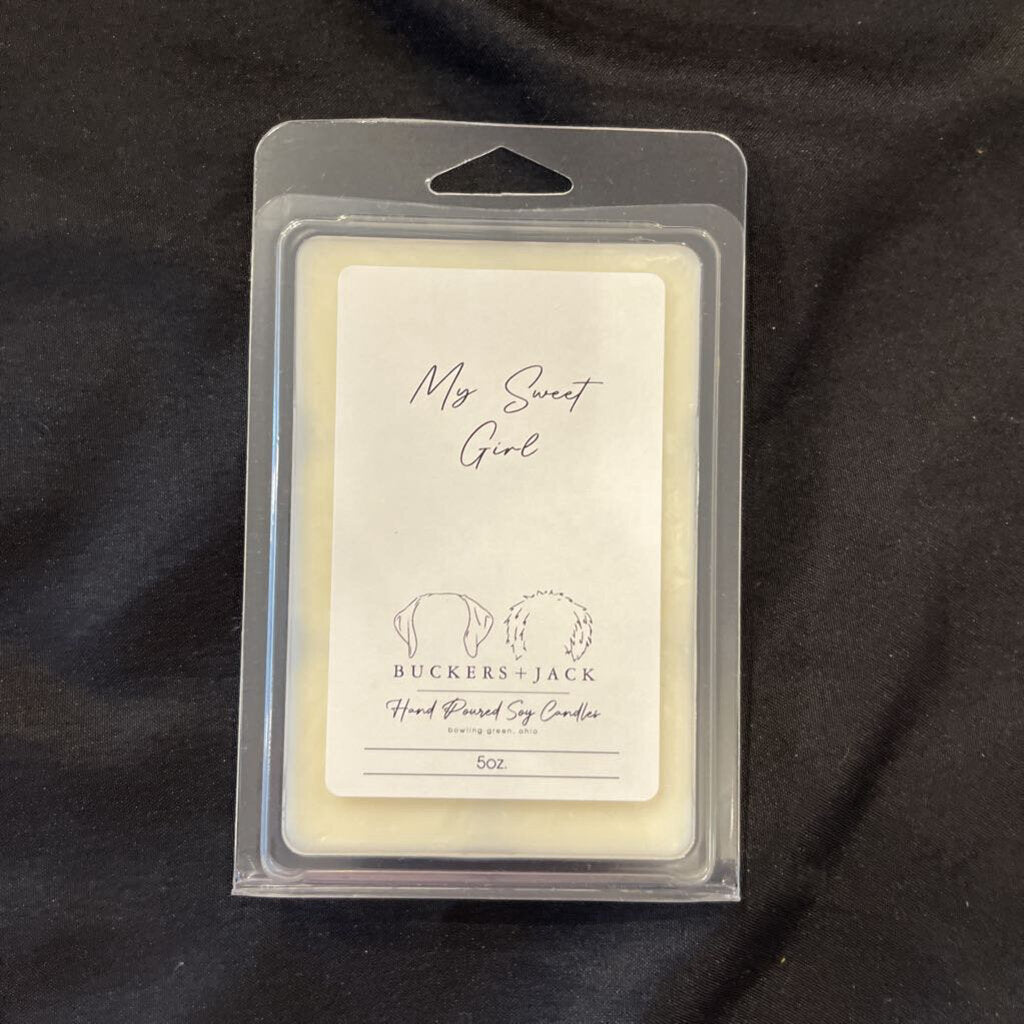 My Sweet
Girl
BUCKERS + JACK
Hand Poured Soy Candles
bowling green, ohio
5oz.